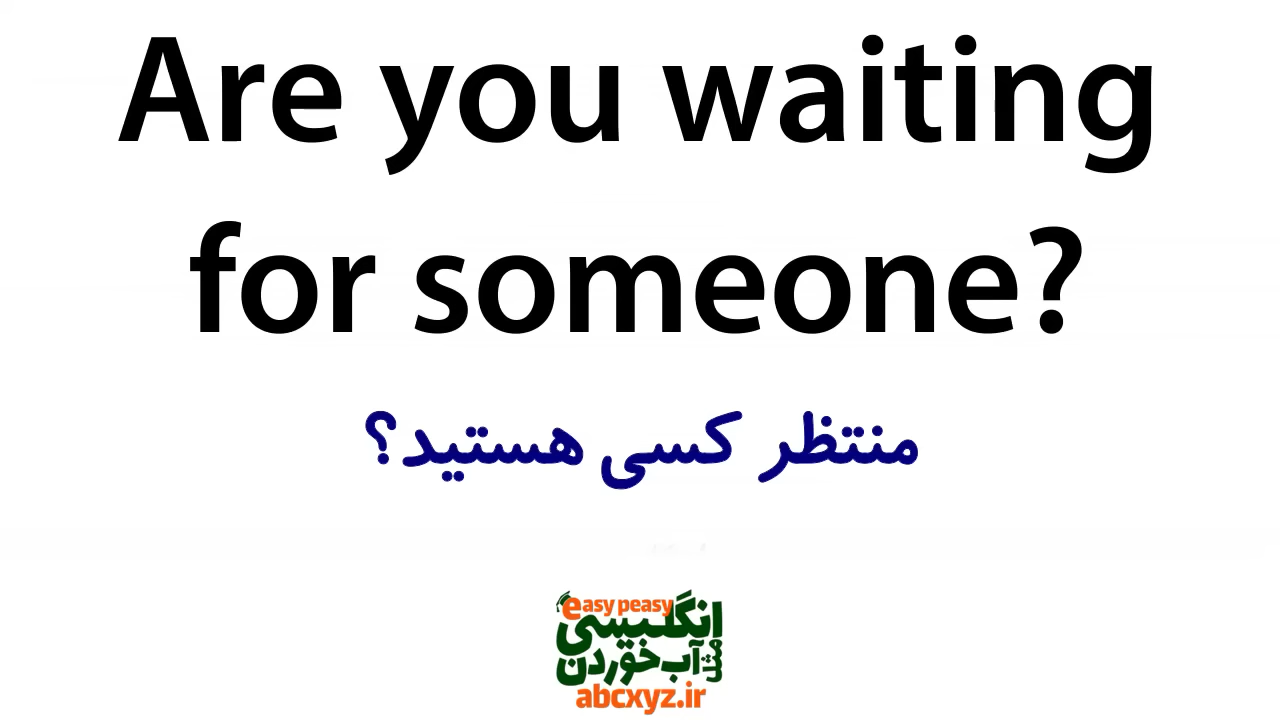 Are you waiting
for someone?
منتظر کسی هستید؟
easy peasy
انگلیسی
مثل آب خوردن
abcxyz.ir